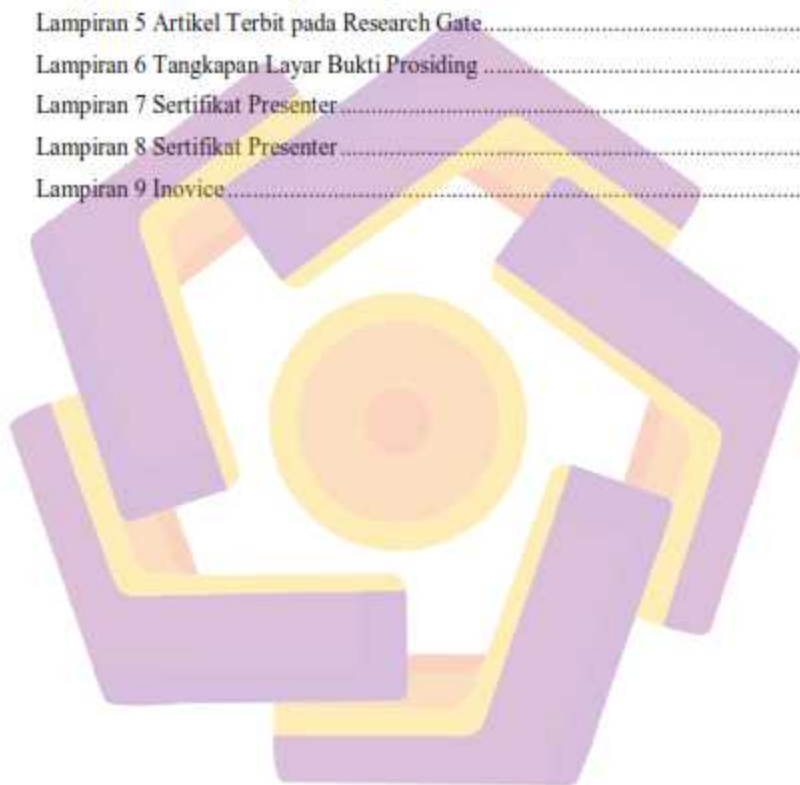 Lampiran 5 Artikel Terbit pada Research Gate........................................................
Lampiran 6 Tangkapan Layar Bukti Prosiding........................................................
Lampiran 7 Sertifikat Presenter........................................................................
Lampiran 8 Sertifikat Presenter........................................................................
Lampiran 9 Inovice........................................................................................